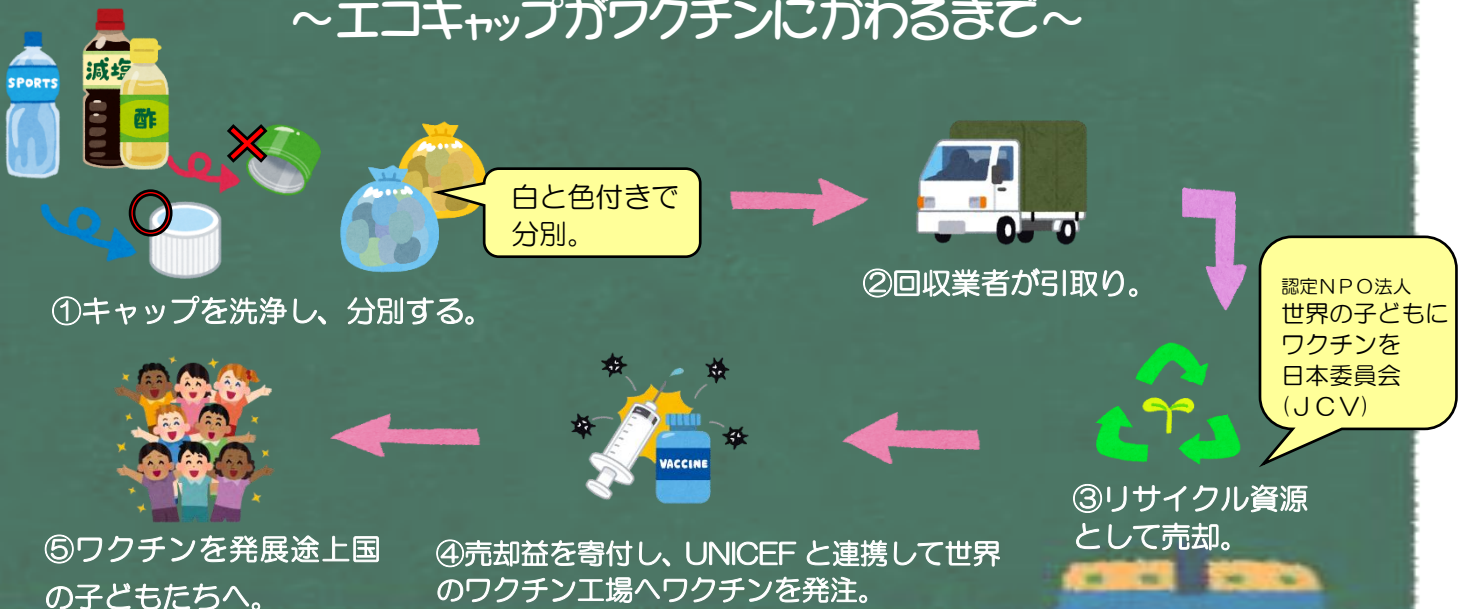 ~エコキャップがワクチンにかわるまで~
SPORTS
減塩
酢
白と色付きで
分別。
①キャップを洗浄し、分別する。
②回収業者が引取り。
認定NPO法人
世界の子どもに
ワクチンを
日本委員会
(JCV)
③リサイクル資源
として売却。
VACCINE
④売却益を寄付し、UNICEFと連携して世界
のワクチン工場へワクチンを発注。
⑤ワクチンを発展途上国
の子どもたちへ。